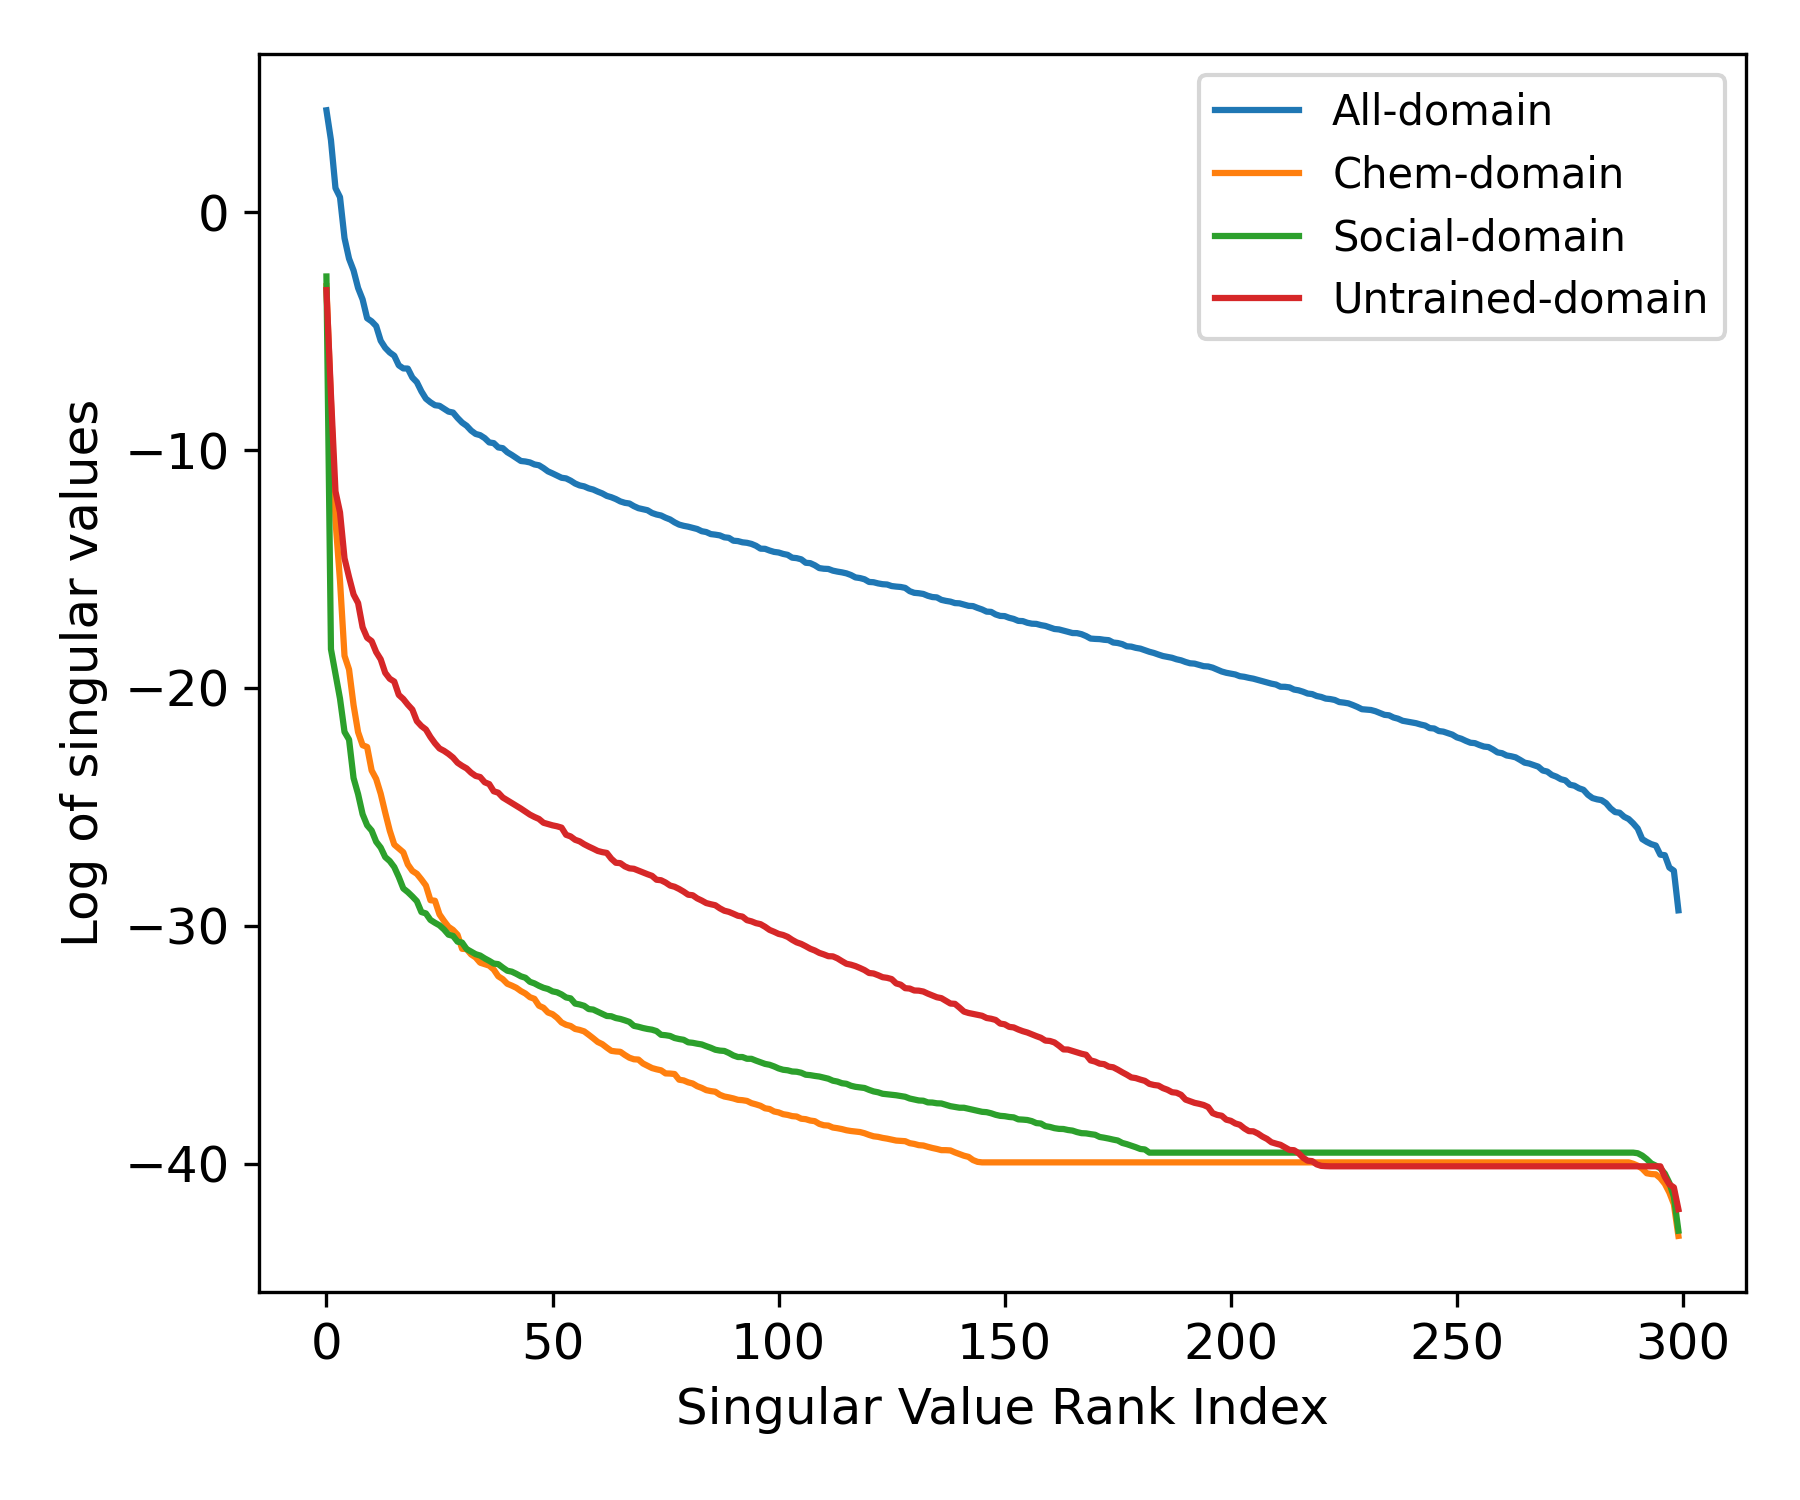 All-domain
Chem-domain
Social-domain
Untrained-domain
Log of singular values
0
−10
−20
−30
−40
0 50 100 150 200 250 300
Singular Value Rank Index